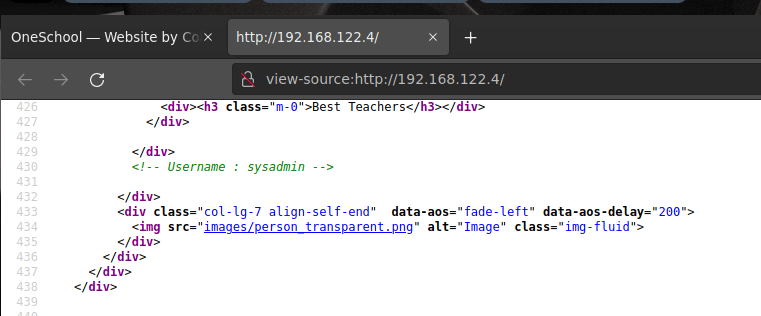 OneSchool — Website by Co
http://192.168.122.4/
view-source:http://192.168.122.4/
426 <div><h3 class="m-0">Best Teachers</h3></div>
427 </div>
428
429 </div>
430 <!-- Username : sysadmin -->
431
432 </div>
433 <div class="col-lg-7 align-self-end"  data-aos="fade-left" data-aos-delay="200">
434 <img src="images/person_transparent.png" alt="Image" class="img-fluid">
435 </div>
436 </div>
437 </div>
438 </div>
439